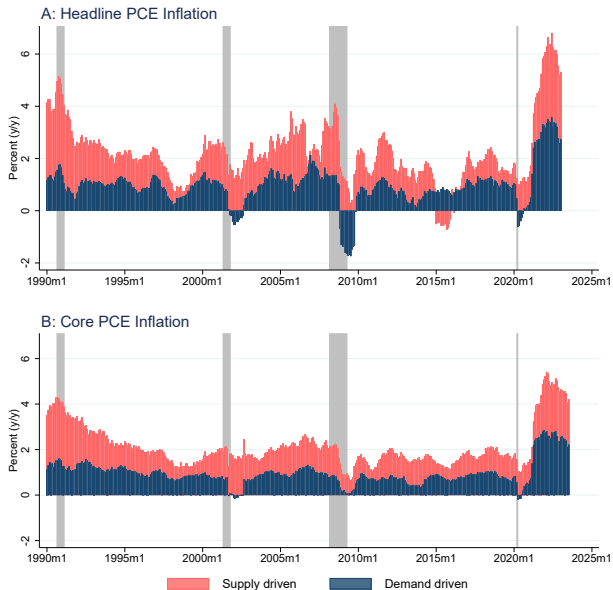 A: Headline PCE Inflation
Percent (y/y)
6
4
2
0
-2
1990m1 1995m1 2000m1 2005m1 2010m1 2015m1 2020m1 2025m1
B: Core PCE Inflation
Percent (y/y)
6
4
2
0
-2
1990m1 1995m1 2000m1 2005m1 2010m1 2015m1 2020m1 2025m1
Supply driven Demand driven